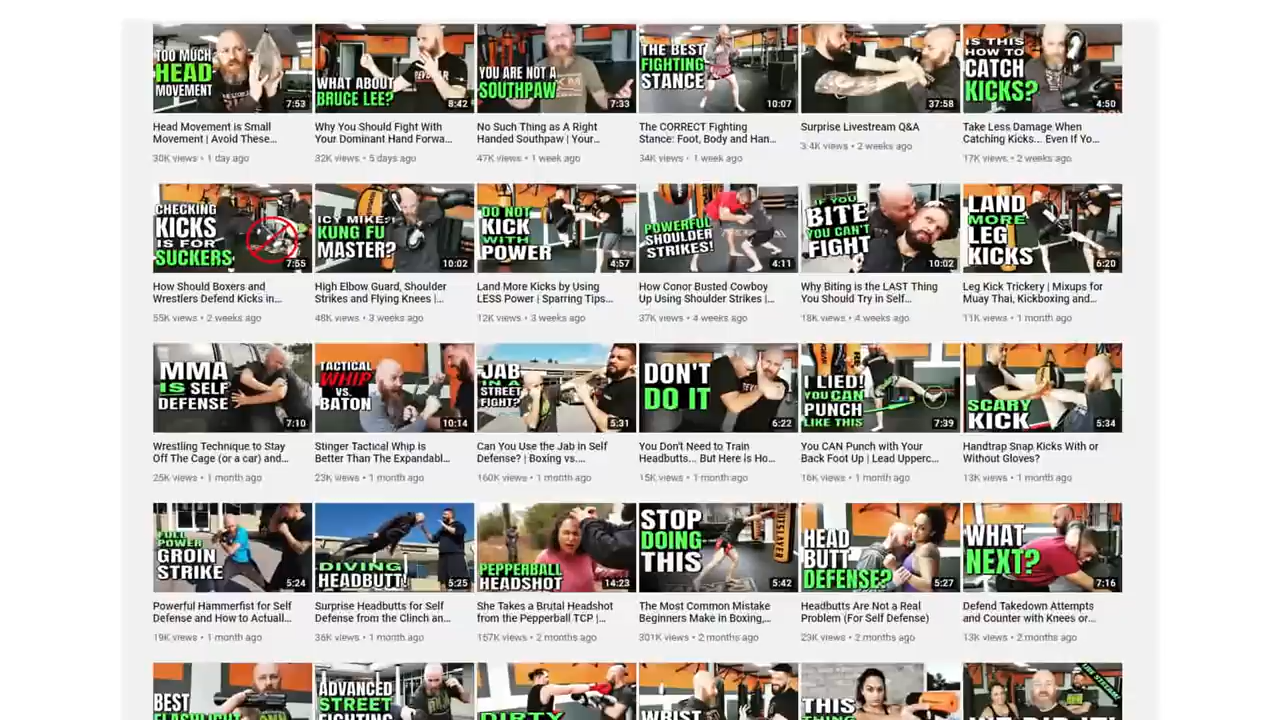 TOO MUCH
HEAD
MOVEMENT
7:53
WHAT ABOUT
BRUCE LEE?
8:42
YOU ARE NOT A
SOUTHPAW
7:33
THE BEST
FIGHTING
STANCE
10:07
37:58
IS THIS
HOW TO
CATCH
KICKS?
4:50
Head Movement is Small
Movement | Avoid These...
30K views • 1 day ago
Why You Should Fight With
Your Dominant Hand Forwa...
32K views • 5 days ago
No Such Thing as A Right
Handed Southpaw | Your...
47K views • 1 week ago
The CORRECT Fighting
Stance: Foot, Body and Han...
34K views • 1 week ago
Surprise Livestream Q&A
3.4K views • 2 weeks ago
Take Less Damage When
Catching Kicks... Even If Yo...
17K views • 2 weeks ago
CHECKING
KICKS
IS FOR
SUCKERS
7:55
ICY MIKE:
KUNG FU
MASTER?
10:02
DO NOT
KICK
WITH
POWER
4:57
POWERFUL
SHOULDER
STRIKES!
4:11
IF YOU
BITE
YOU CAN'T
FIGHT
10:02
LAND
MORE
LEG
KICKS
6:20
How Should Boxers and
Wrestlers Defend Kicks in...
55K views • 2 weeks ago
High Elbow Guard, Shoulder
Strikes and Flying Knees |...
48K views • 3 weeks ago
Land More Kicks by Using
LESS Power | Sparring Tips...
12K views • 3 weeks ago
How Conor Busted Cowboy
Up Using Shoulder Strikes |...
37K views • 4 weeks ago
Why Biting is the LAST Thing
You Should Try in Self...
18K views • 4 weeks ago
Leg Kick Trickery | Mixups for
Muay Thai, Kickboxing and...
11K views • 1 month ago
MMA
IS SELF
DEFENSE
7:10
TACTICAL
WHIP
VS.
BATON
10:14
JAB
IN A
STREET
FIGHT?
5:31
DON'T
DO IT
6:22
I LIED!
YOU CAN
PUNCH
LIKE THIS
7:39
SCARY
KICK
5:34
Wrestling Technique to Stay
Off The Cage (or a car) and...
25K views • 1 month ago
Stinger Tactical Whip is
Better Than The Expandabl...
23K views • 1 month ago
Can You Use the Jab in Self
Defense? | Boxing vs....
160K views • 1 month ago
You Don't Need to Train
Headbutts... But Here is Ho...
15K views • 1 month ago
You CAN Punch with Your
Back Foot Up | Lead Upperc...
16K views • 1 month ago
Handtrap Snap Kicks With or
Without Gloves?
13K views • 1 month ago
FULL
POWER
GROIN
STRIKE
5:24
DIVING
HEADBUTT!
5:25
PEPPERBALL
HEADSHOT
14:23
STOP
DOING
THIS
5:42
HEAD
BUTT
DEFENSE?
5:27
WHAT
NEXT?
7:16
Powerful Hammerfist for Self
Defense and How to Actuall...
19K views • 1 month ago
Surprise Headbutts for Self
Defense from the Clinch an...
36K views • 1 month ago
She Takes a Brutal Headshot
from the Pepperball TCP |...
157K views • 2 months ago
The Most Common Mistake
Beginners Make in Boxing,...
301K views • 2 months ago
Headbutts Are Not a Real
Problem (For Self Defense)
23K views • 2 months ago
Defend Takedown Attempts
and Counter with Knees or...
13K views • 2 months ago
BEST
FLASHLIGHT
ADVANCED
STREET
FIGHTING
DIRTY
WRIST
THIS
THING